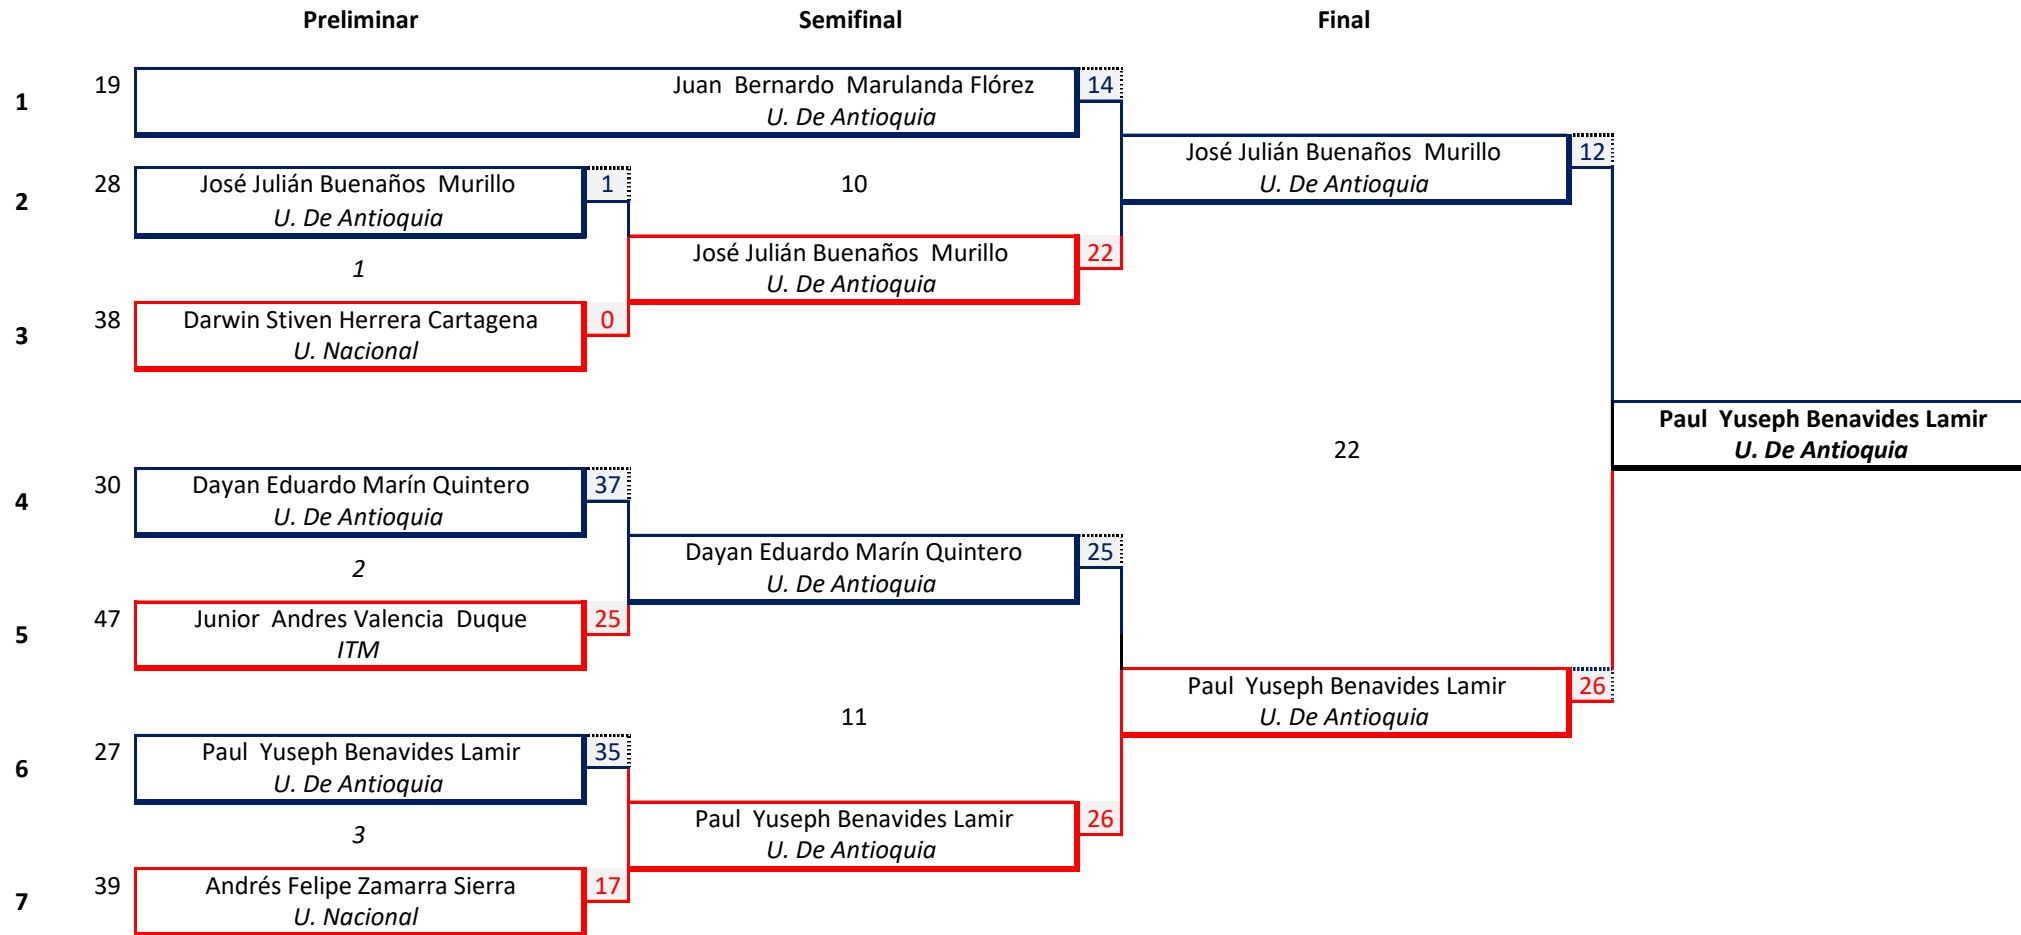 Preliminar Semifinal Final
1 19 Juan Bernardo Marulanda Flórez 14
U. De Antioquia
José Julián Buenaños Murillo 12
U. De Antioquia
2 28 José Julián Buenaños Murillo 1
U. De Antioquia
10
1
José Julián Buenaños Murillo 22
U. De Antioquia
3 38 Darwin Stiven Herrera Cartagena 0
U. Nacional
Paul Yuseph Benavides Lamir
U. De Antioquia
22
4 30 Dayan Eduardo Marín Quintero 37
U. De Antioquia
2
Dayan Eduardo Marín Quintero 25
U. De Antioquia
5 47 Junior Andres Valencia Duque 25
ITM
Paul Yuseph Benavides Lamir 26
U. De Antioquia
11
6 27 Paul Yuseph Benavides Lamir 35
U. De Antioquia
3
Paul Yuseph Benavides Lamir 26
U. De Antioquia
7 39 Andrés Felipe Zamarra Sierra 17
U. Nacional